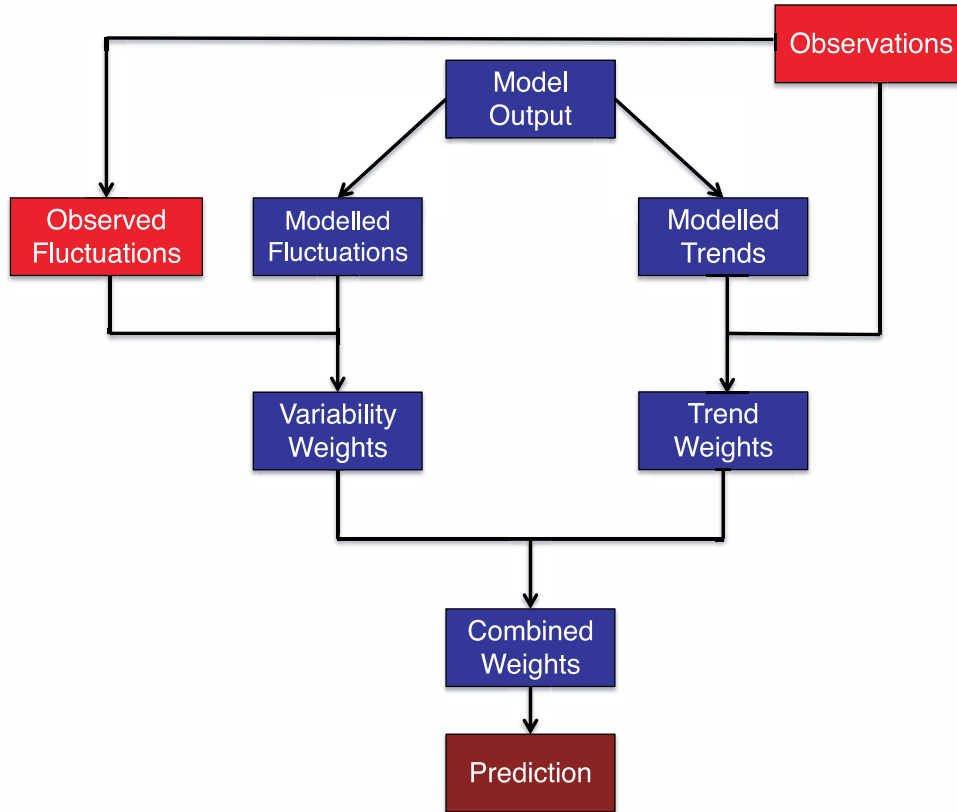 Observations
Model
Output
Observed
Fluctuations
Modelled
Fluctuations
Modelled
Trends
Variability
Weights
Trend
Weights
Combined
Weights
Prediction